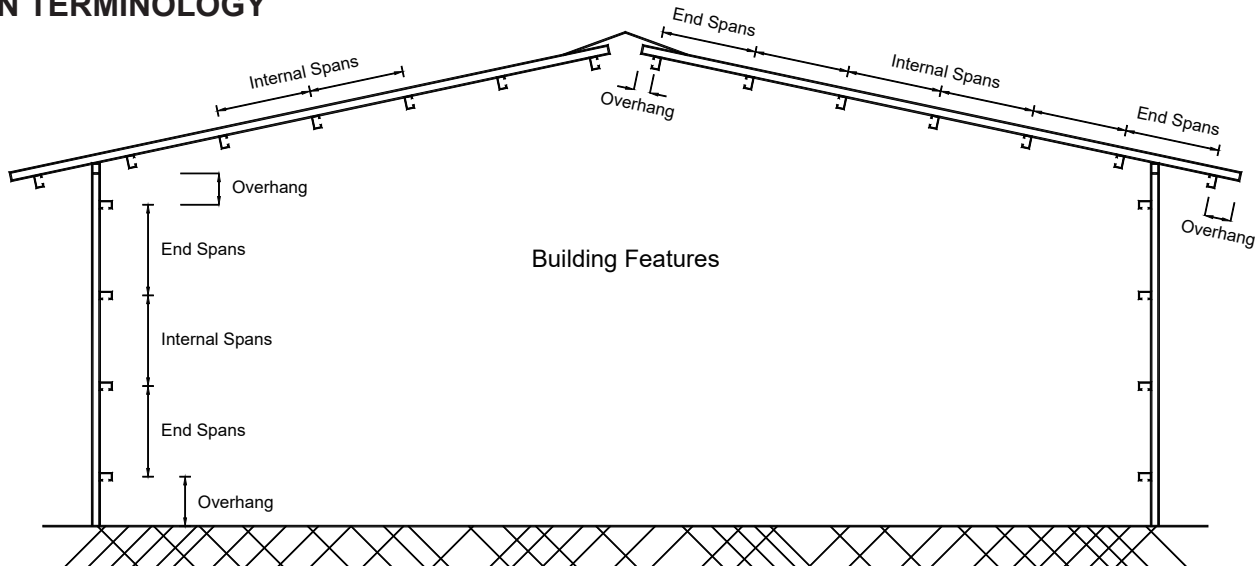 N TERMINOLOGY
End Spans
Internal Spans
Internal Spans
Overhang
End Spans
Overhang
Overhang
End Spans
Building Features
Internal Spans
End Spans
Overhang